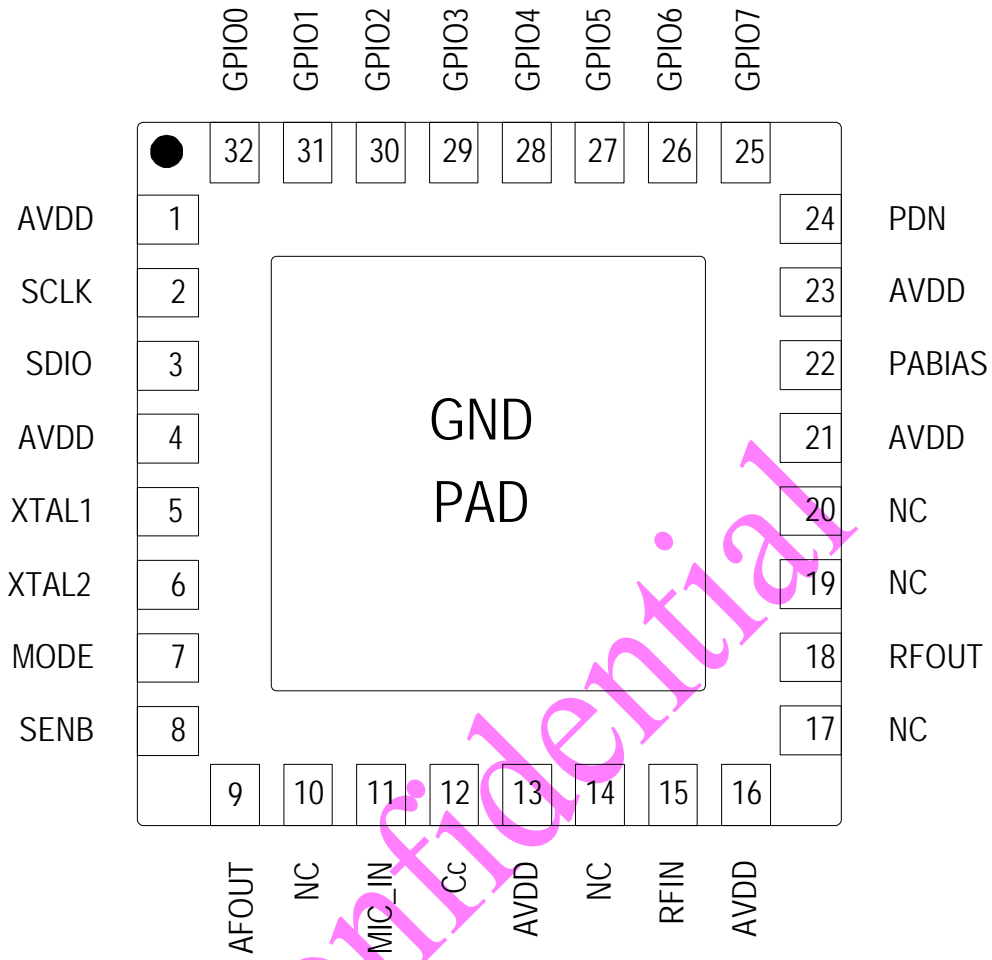 GPIO0 GPIO1 GPIO2 GPIO3 GPIO4 GPIO5 GPIO6 GPIO7
32 31 30 29 28 27 26 25
AVDD 1 24 PDN
SCLK 2 23 AVDD
SDIO 3 22 PABIAS
AVDD 4 21 AVDD
XTAL1 5 20 NC
XTAL2 6 19 NC
MODE 7 18 RFOUT
SENB 8 17 NC
GND
PAD
9 10 11 12 13 14 15 16
AFOUT NC MIC_IN Cc AVDD NC RFIN AVDD
nfidential